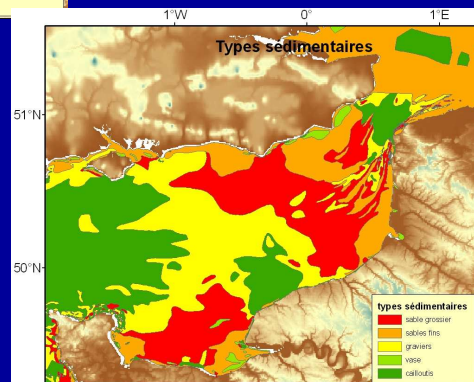 1°W 0° 1°E
Types sédimentaires
51°N
50°N
types sédimentaires
sable grossier
sables fins
graviers
vase
cailloutis